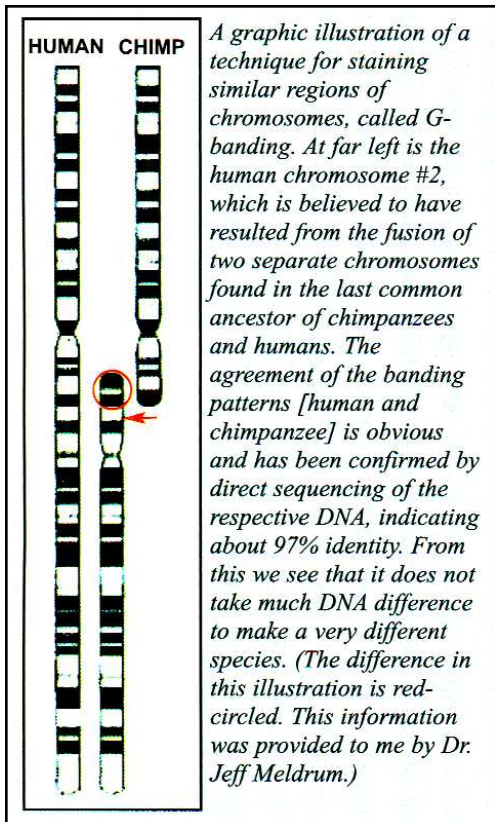 HUMAN CHIMP
A graphic illustration of a
technique for staining
similar regions of
chromosomes, called G-
banding. At far left is the
human chromosome #2,
which is believed to have
resulted from the fusion of
two separate chromosomes
found in the last common
ancestor of chimpanzees
and humans. The
agreement of the banding
patterns [human and
chimpanzee] is obvious
and has been confirmed by
direct sequencing of the
respective DNA, indicating
about 97% identity. From
this we see that it does not
take much DNA difference
to make a very different
species. (The difference in
this illustration is red-
circled. This information
was provided to me by Dr.
Jeff Meldrum.)